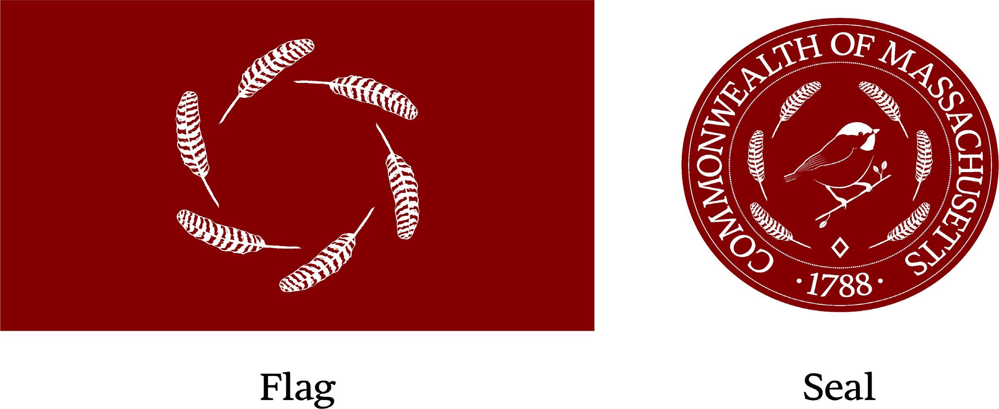 COMMONWEALTH OF MASSACHUSETTS
· 1788 ·
Flag
Seal